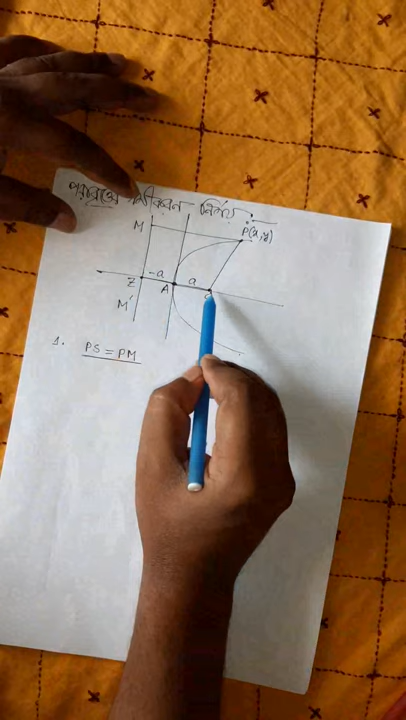 পরাবৃত্তের সমীকরণ নির্ণয়:
M P(x,y)
-a a
Z A
M'
1. PS = PM